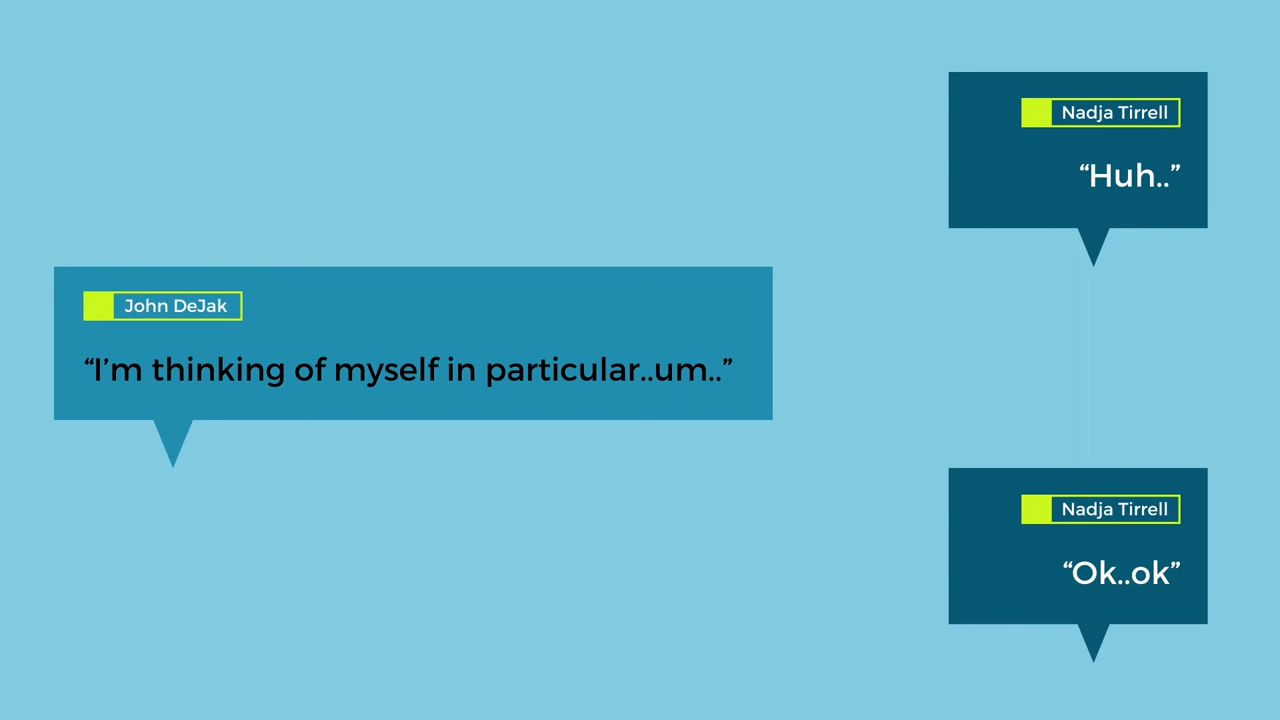 Nadja Tirrell
“Huh..”
John DeJak
“I’m thinking of myself in particular..um..”
Nadja Tirrell
“Ok..ok”